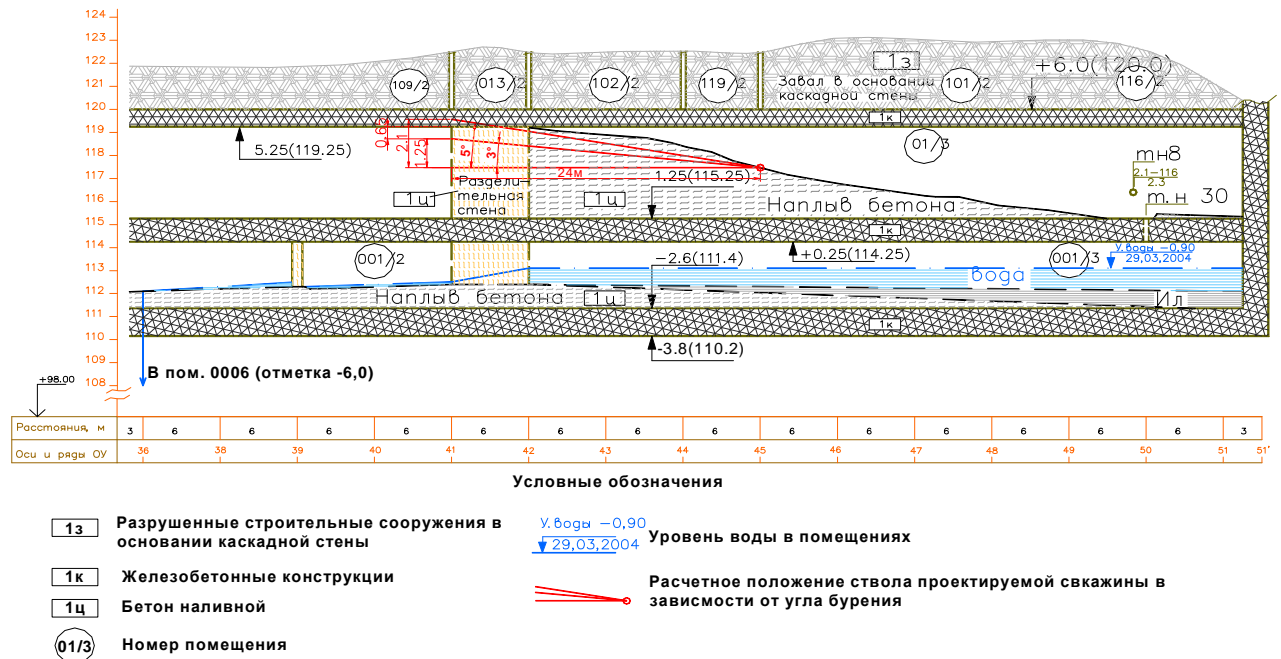 124
123
122
121
120
119
118
117
116
115
114
113
112
111
110
109
108
+98.00
109/2
013/2
102/2
119/2
1з
Завал в основании
каскадной стены
101/2
+6.0(120.0)
116/2
1к
5.25(119.25)
0.63
2.1
1.25
5°
3°
24м
01/3
тн8
2.1-116
2.3
т.н 30
1ц
Раздели-
тельная
стена
1ц
1.25(115.25)
Наплыв бетона
1к
001/2
-2.6(111.4)
+0.25(114.25)
001/3
У.воды -0,90
29,03,2004
вода
Наплыв бетона
1ц
Ил
1к
-3.8(110.2)
В пом. 0006 (отметка -6,0)
Расстояния, м 3 6 6 6 6 6 6 6 6 6 6 6 6 6 6 3
Оси и ряды ОУ 36 38 39 40 41 42 43 44 45 46 47 48 49 50 51 51'
Условные обозначения
1з Разрушенные строительные сооружения в
основании каскадной стены
1к Железобетонные конструкции
1ц Бетон наливной
01/3 Номер помещения
У.воды -0,90
29,03,2004
Уровень воды в помещениях
Расчетное положение ствола проектируемой свкажины в
зависмости от угла бурения